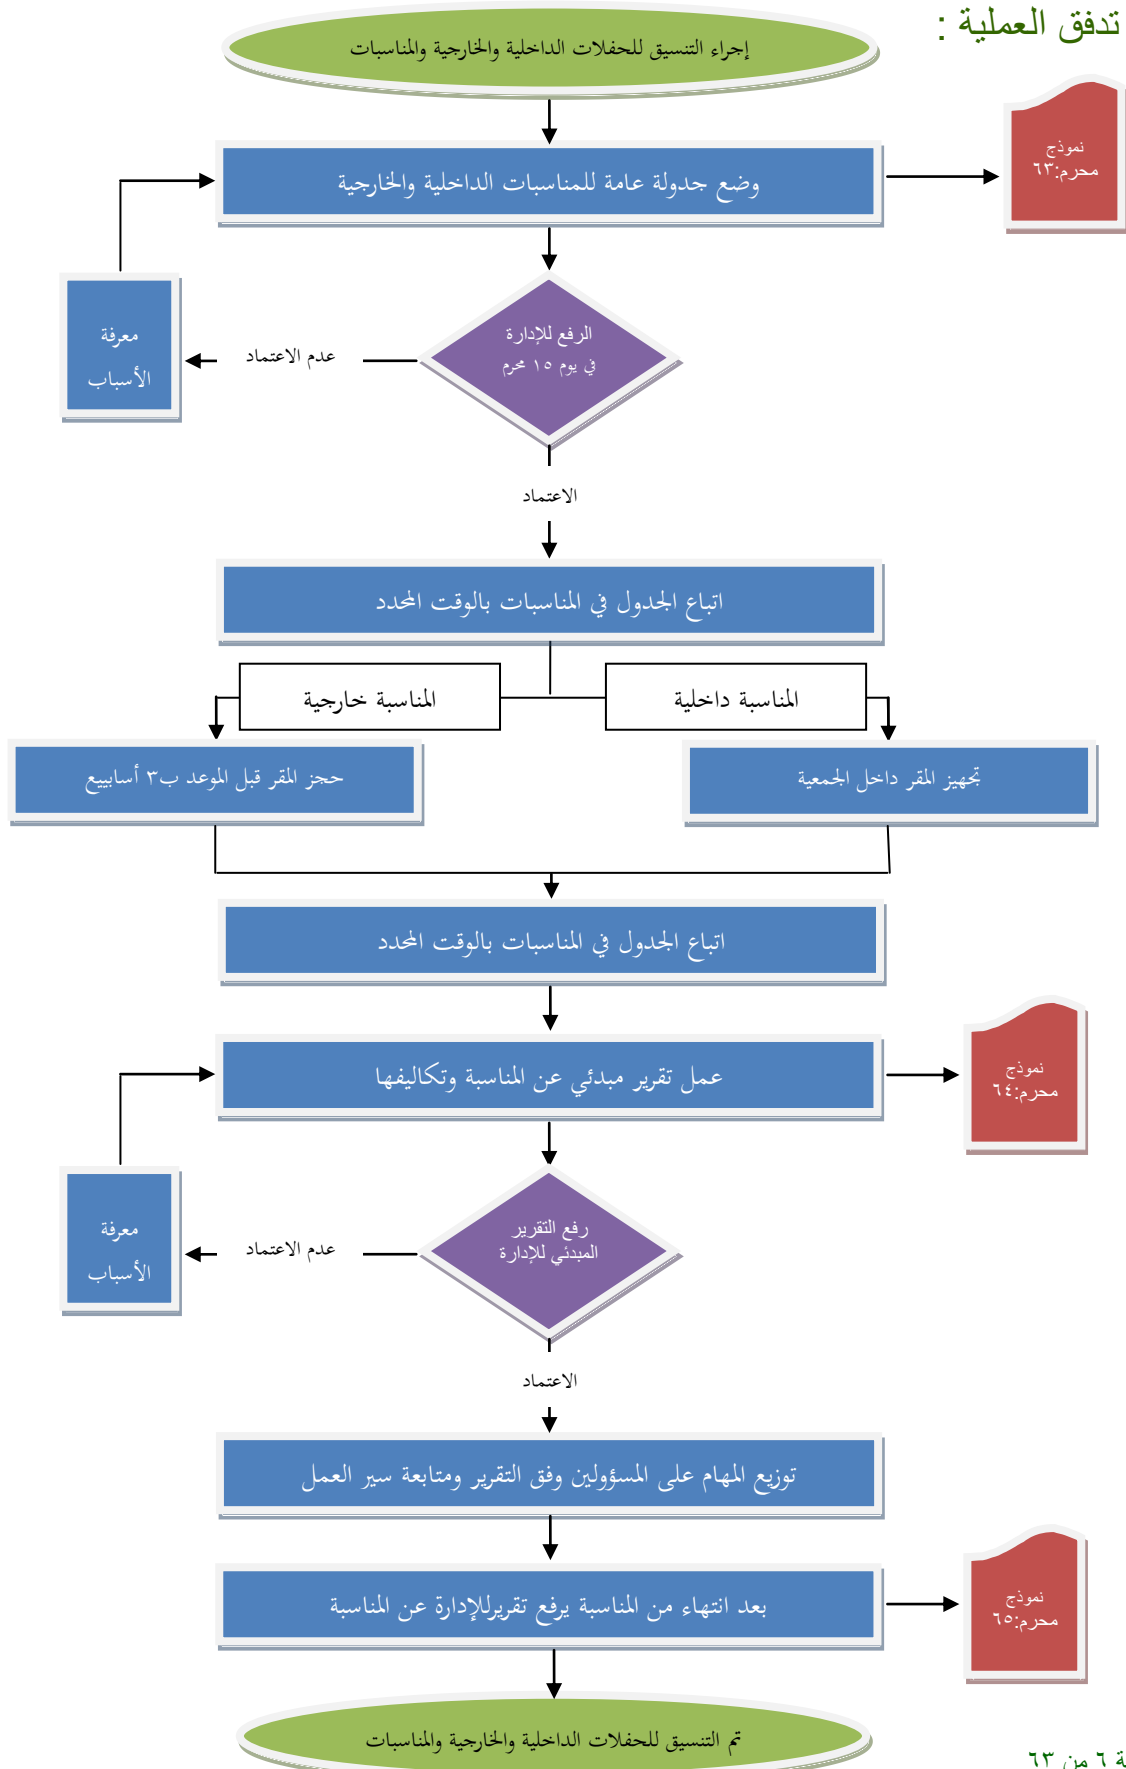 تدفق العملية :
إجراء التنسيق للحفلات الداخلية والخارجية والمناسبات
نموذج
محرم:٦٣
وضع جدولة عامة للمناسبات الداخلية والخارجية
الرفع للإدارة
في يوم ١٥ محرم
عدم الاعتماد
معرفة
الأسباب
الاعتماد
اتباع الجدول في المناسبات بالوقت المحدد
المناسبة داخلية
المناسبة خارجية
تجهيز المقر داخل الجمعية
حجز المقر قبل الموعد ب٣ أسابييع
اتباع الجدول في المناسبات بالوقت المحدد
عمل تقرير مبدئي عن المناسبة وتكاليفها
نموذج
محرم:٦٤
رفع التقرير
المبدئي للإدارة
عدم الاعتماد
معرفة
الأسباب
الاعتماد
توزيع المهام على المسؤولين وفق التقرير ومتابعة سير العمل
بعد انتهاء من المناسبة يرفع تقريرللإدارة عن المناسبة
نموذج
محرم:٦٥
تم التنسيق للحفلات الداخلية والخارجية والمناسبات
ة ٦ من ٦٣